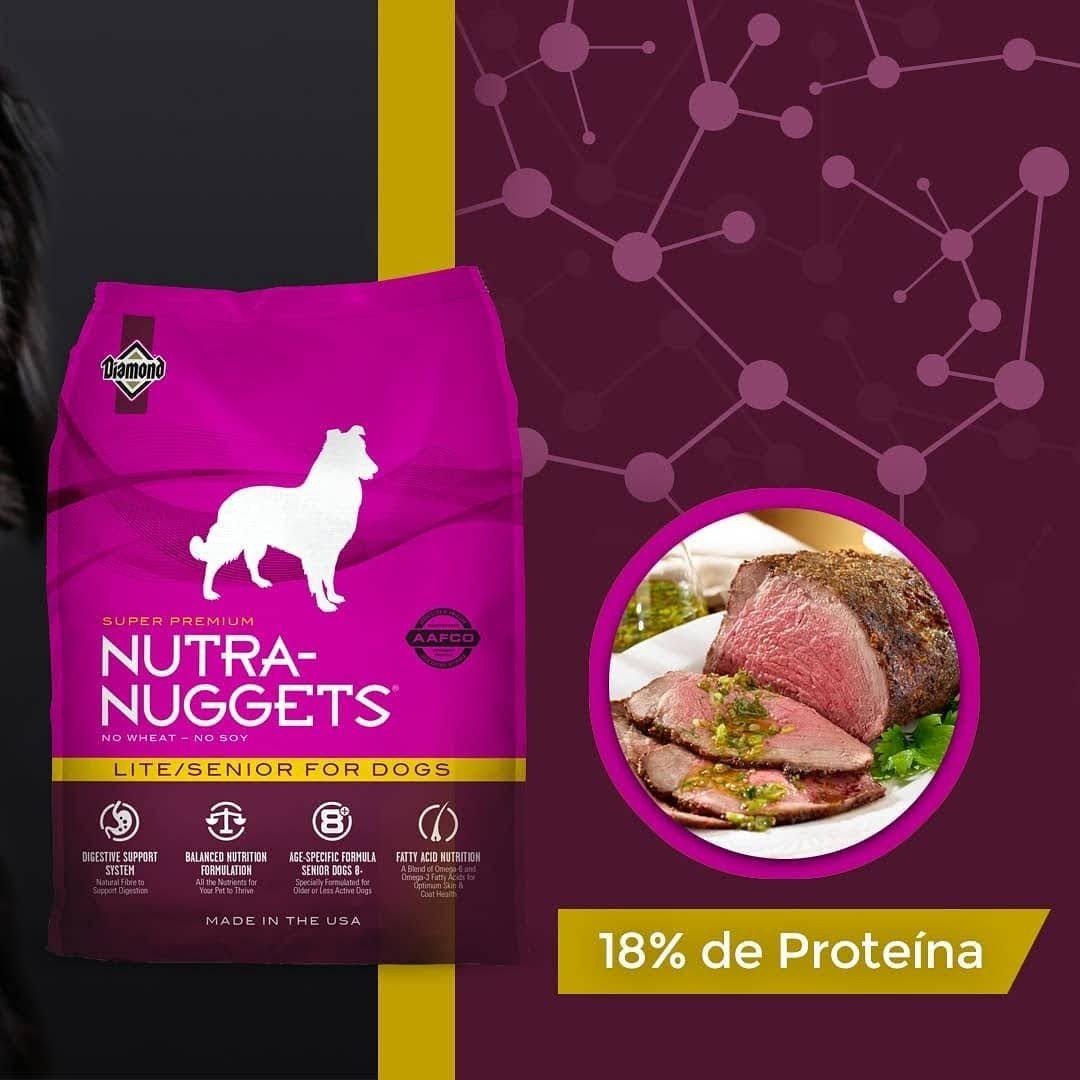 Diamond
SUPER PREMIUM
NUTRA-
NUGGETS®
NO WHEAT – NO SOY
AAFCO
LITE/SENIOR FOR DOGS
DIGESTIVE SUPPORT
SYSTEM
Natural Fibre to
Support Digestion
BALANCED NUTRITION
FORMULATION
All the Nutrients for
Your Pet to Thrive
8+
AGE-SPECIFIC FORMULA
SENIOR DOGS 8-
Specially Formulated for
Older or Less Active Dogs
FATTY ACID NUTRITION
A Blend of Omega-6 and
Omega-3 Fatty Acids for
Optimum Skin &
Coat Health
MADE IN THE USA
18% de Proteína